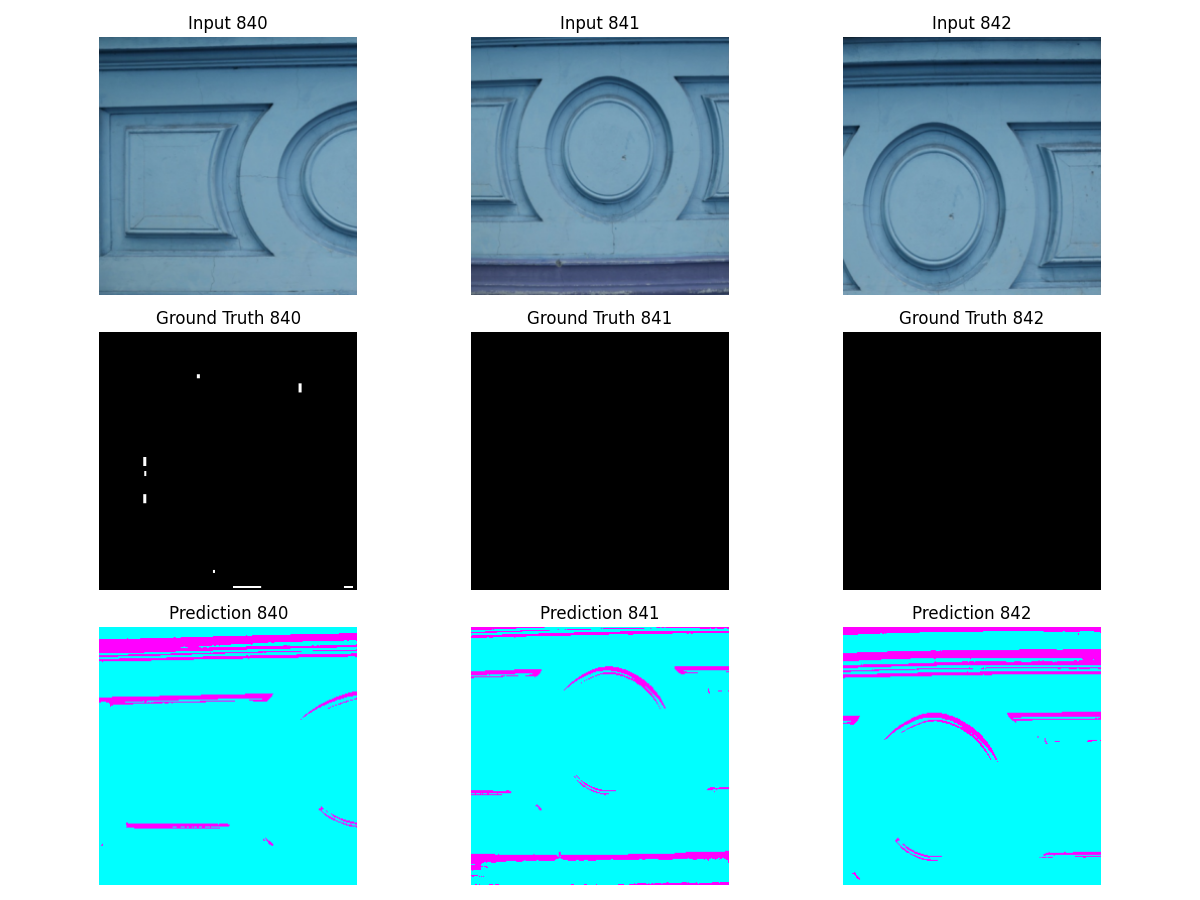 Input 840
Input 841
Input 842
Ground Truth 840
Ground Truth 841
Ground Truth 842
Prediction 840
Prediction 841
Prediction 842